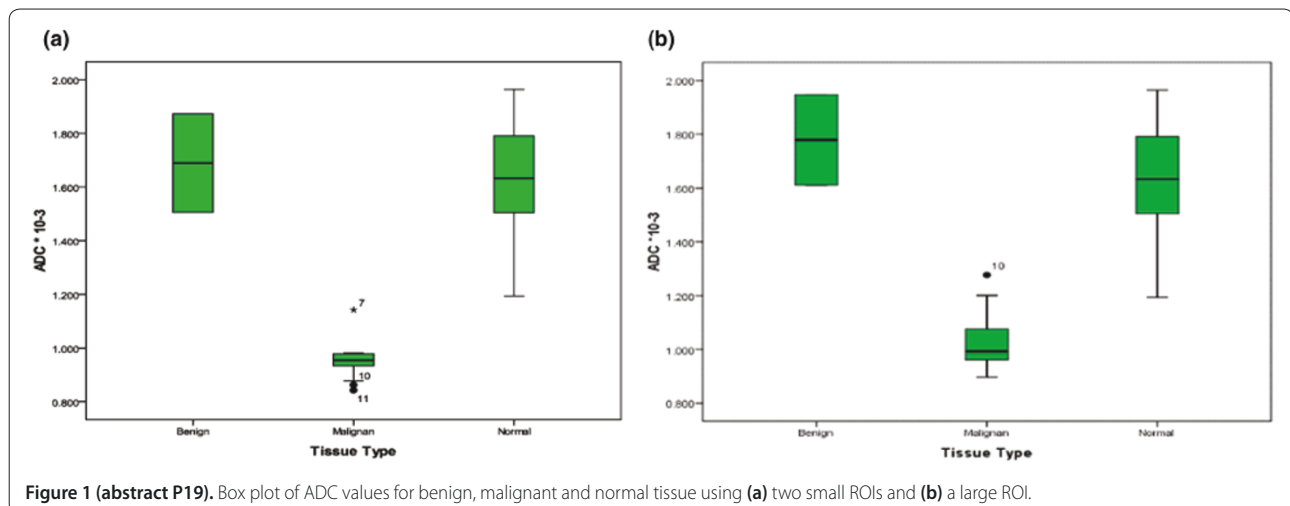 (a)
2.000
1.800
1.600
1.400
1.200
1.000
0.800
ADC * 10-3
7
10
11
Benign Malignan Normal
Tissue Type
(b)
2.000
1.800
1.600
1.400
1.200
1.000
0.800
ADC *10-3
10
Benign Malignan Normal
Tissue Type
Figure 1 (abstract P19). Box plot of ADC values for benign, malignant and normal tissue using (a) two small ROIs and (b) a large ROI.